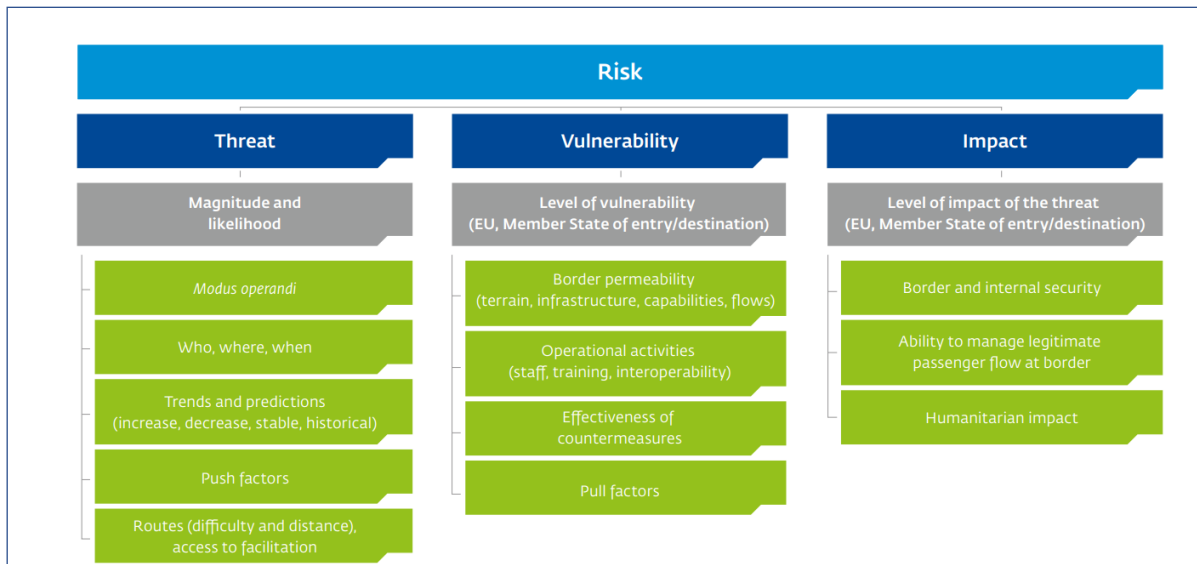 Risk
Threat
Magnitude and
likelihood
Modus operandi
Who, where, when
Trends and predictions
(increase, decrease, stable, historical)
Push factors
Routes (difficulty and distance),
access to facilitation
Vulnerability
Level of vulnerability
(EU, Member State of entry/destination)
Border permeability
(terrain, infrastructure, capabilities, flows)
Operational activities
(staff, training, interoperability)
Effectiveness of
countermeasures
Pull factors
Impact
Level of impact of the threat
(EU, Member State of entry/destination)
Border and internal security
Ability to manage legitimate
passenger flow at border
Humanitarian impact